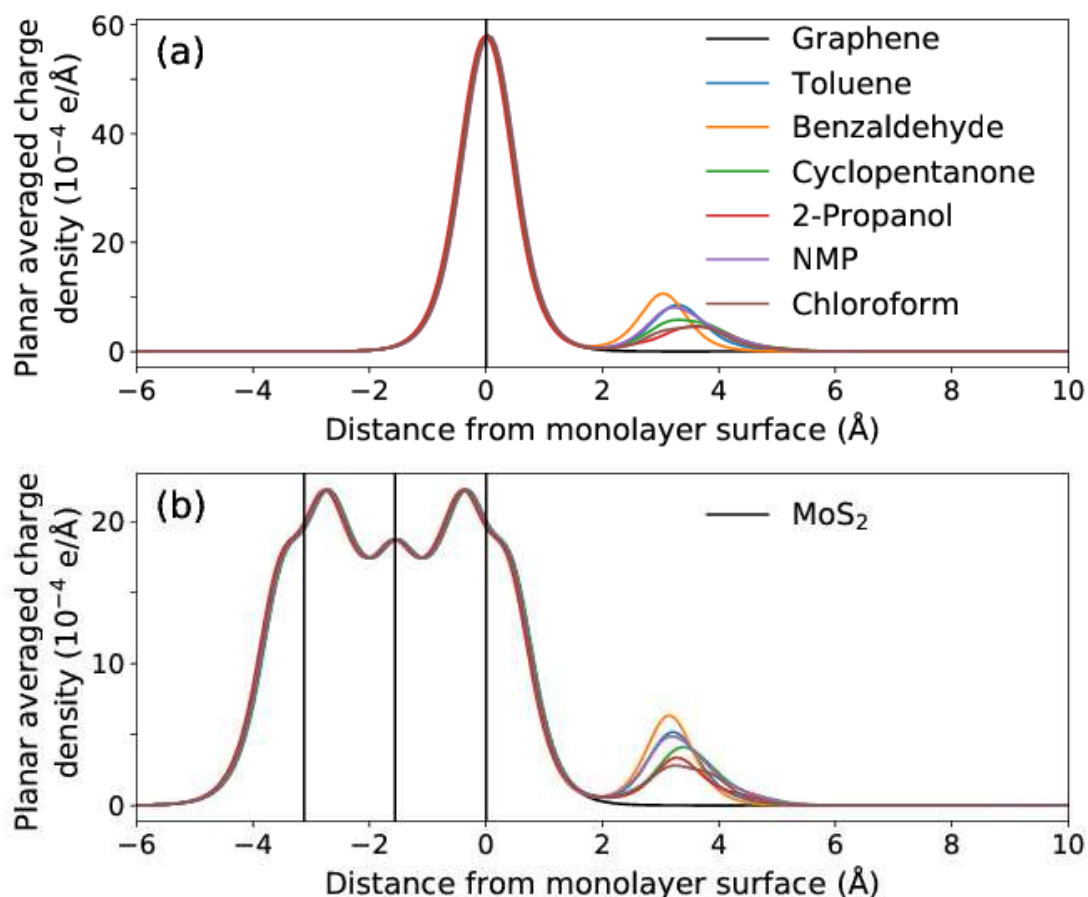 (a)
Planar averaged charge
density (10⁻⁴ e/Å)
60
40
20
0
Graphene
Toluene
Benzaldehyde
Cyclopentanone
2-Propanol
NMP
Chloroform
−6 −4 −2 0 2 4 6 8 10
Distance from monolayer surface (Å)
(b)
Planar averaged charge
density (10⁻⁴ e/Å)
20
10
0
MoS₂
−6 −4 −2 0 2 4 6 8 10
Distance from monolayer surface (Å)